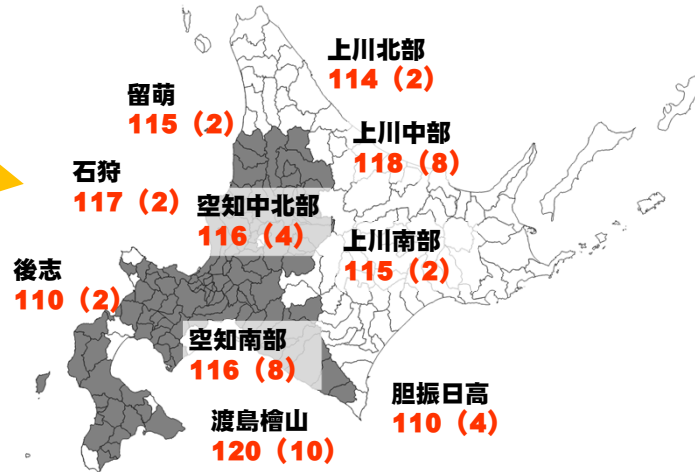 上川北部
114（2）
留萌
115（2）
上川中部
118（8）
石狩
117（2）
空知中北部
116（4）
上川南部
115（2）
後志
110（2）
空知南部
116（8）
胆振日高
110（4）
渡島檜山
120（10）